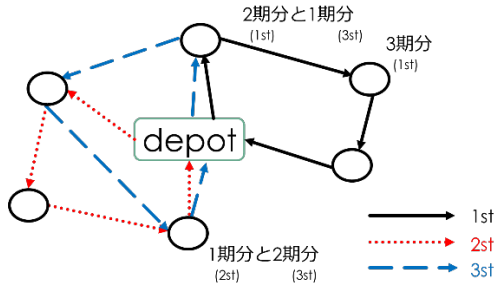 2期分と1期分
(1st) (3st)
3期分
(1st)
depot
1期分と2期分
(2st) (3st)
1st
2st
3st